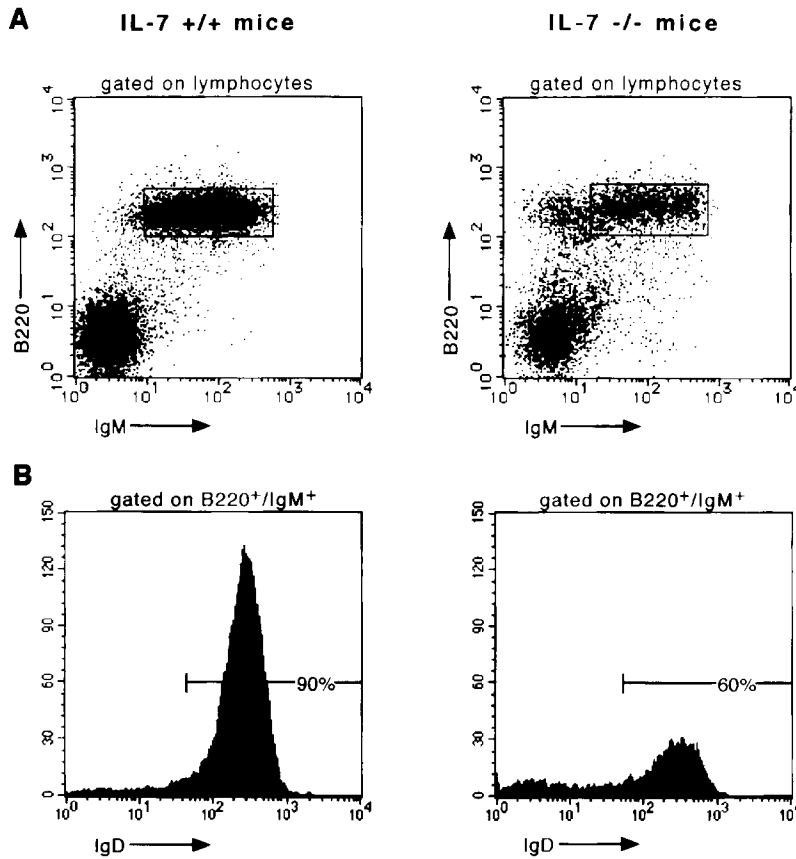 A
IL-7 +/+ mice
IL-7 -/- mice
gated on lymphocytes
gated on lymphocytes
B220
10^4
10^3
10^2
10^1
10^0
10^0 10^1 10^2 10^3 10^4
IgM
B220
10^4
10^3
10^2
10^1
10^0
10^0 10^1 10^2 10^3 10^4
IgM
B
gated on B220⁺/IgM⁺
gated on B220⁺/IgM⁺
150
120
90
60
30
0
90%
10^0 10^1 10^2 10^3 10^4
IgD
150
120
90
60
30
0
60%
10^0 10^1 10^2 10^3 10^4
IgD